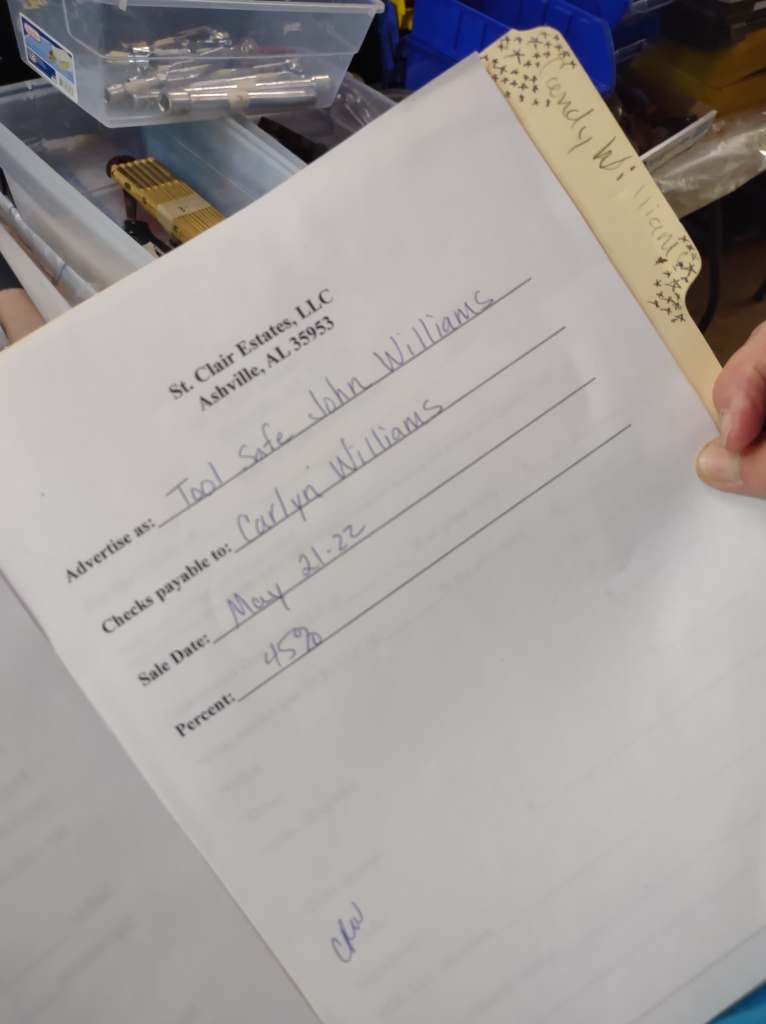 Candy Williams
St. Clair Estates, LLC
Ashville, AL 35953
Advertise as: Tool Safe John Williams
Checks payable to: Carlyn Williams
Sale Date: May 21-22
Percent: 45%
CRW